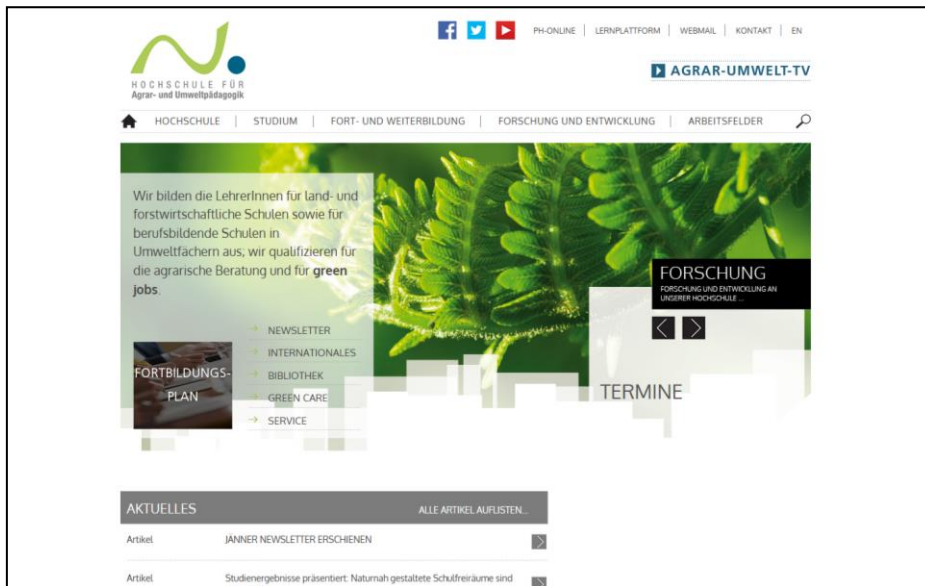 PH-ONLINE | LERNPLATTFORM | WEBMAIL | KONTAKT | EN
HOCHSCHULE FÜR
Agrar- und Umweltpädagogik
AGRAR-UMWELT-TV
HOCHSCHULE | STUDIUM | FORT- UND WEITERBILDUNG | FORSCHUNG UND ENTWICKLUNG | ARBEITSFELDER
Wir bilden die LehrerInnen für land- und
forstwirtschaftliche Schulen sowie für
berufsbildende Schulen in
Umweltfächern aus; wir qualifizieren für
die agrarische Beratung und für green
jobs.
FORTBILDUNGS-
PLAN
NEWSLETTER
INTERNATIONALES
BIBLIOTHEK
GREEN CARE
SERVICE
FORSCHUNG
FORSCHUNG UND ENTWICKLUNG AN
UNSERER HOCHSCHULE ...
TERMINE
AKTUELLES ALLE ARTIKEL AUFLISTEN...
Artikel JÄNNER NEWSLETTER ERSCHIENEN
Artikel Studienergebnisse präsentiert: Naturnah gestaltete Schulfreiräume sind